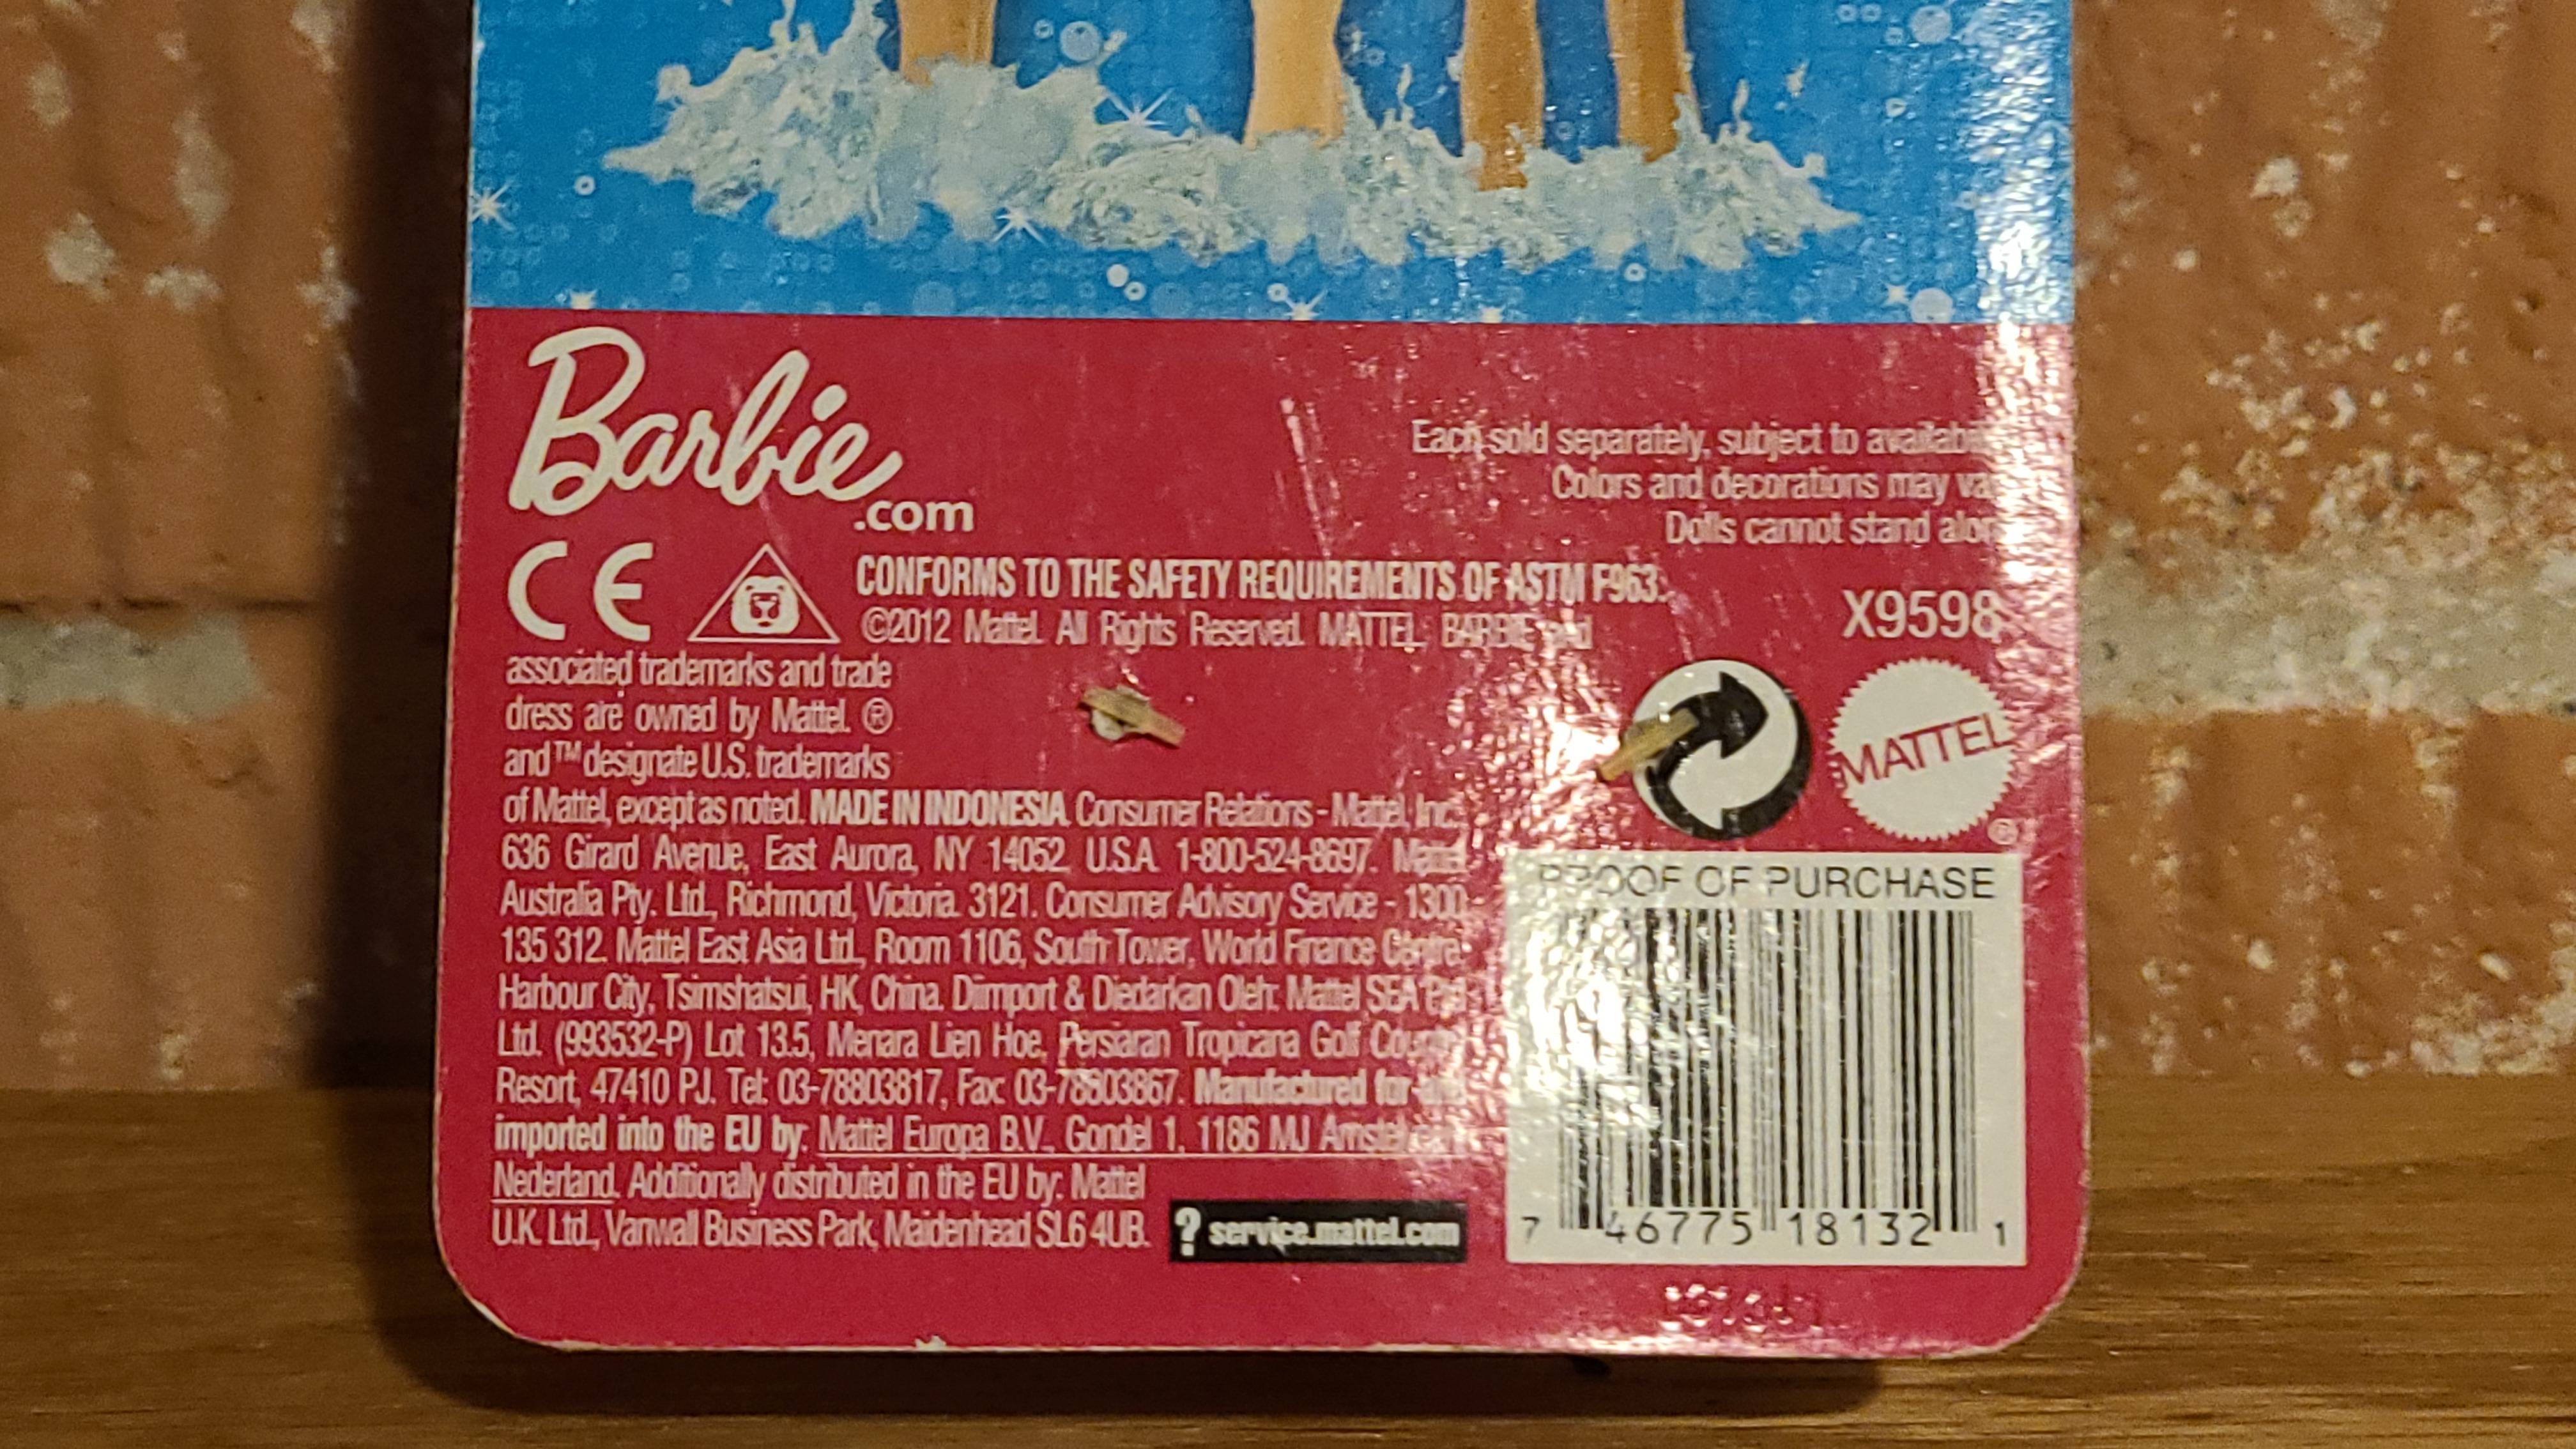 Barbie
.com
Each sold separately, subject to
Colors and decorations may
Dolls cannot stand
CE
CONFORMS TO THE SAFETY REQUIREMENTS OF ASTM F963.
©2012 Mattel. All Rights Reserved. MATTEL, BARBIE and
X9598
associated trademarks and trade
dress are owned by Mattel. ®
and ™ designate U.S. trademarks
of Mattel, except as noted. MADE IN INDONESIA. Consumer Relations - Mattel, Inc.,
636 Girard Avenue, East Aurora, NY 14052, U.S.A. 1-800-524-8697. Mattel
Australia Pty. Ltd., Richmond, Victoria. 3121. Consumer Advisory Service - 1300
135 312. Mattel East Asia Ltd., Room 1106, South Tower, World Finance Centre,
Harbour City, Tsimshatsui, HK, China. Diimport & Diedarkan Oleh: Mattel SEA
Ltd. (993532-P) Lot 13.5, Menara Lien Hoe, Persiaran Tropicana Golf
Resort, 47410 PJ. Tel: 03-78803817, Fax: 03-78803867. Manufactured for
imported into the EU by: Mattel Europa B.V., Gondel 1, 1186 MJ
Nederland. Additionally distributed in the EU by: Mattel
U.K. Ltd., Vanwall Business Park, Maidenhead SL6 4UB.
? service.mattel.com
MATTEL
®
PROOF OF PURCHASE
7 46775 18132 1